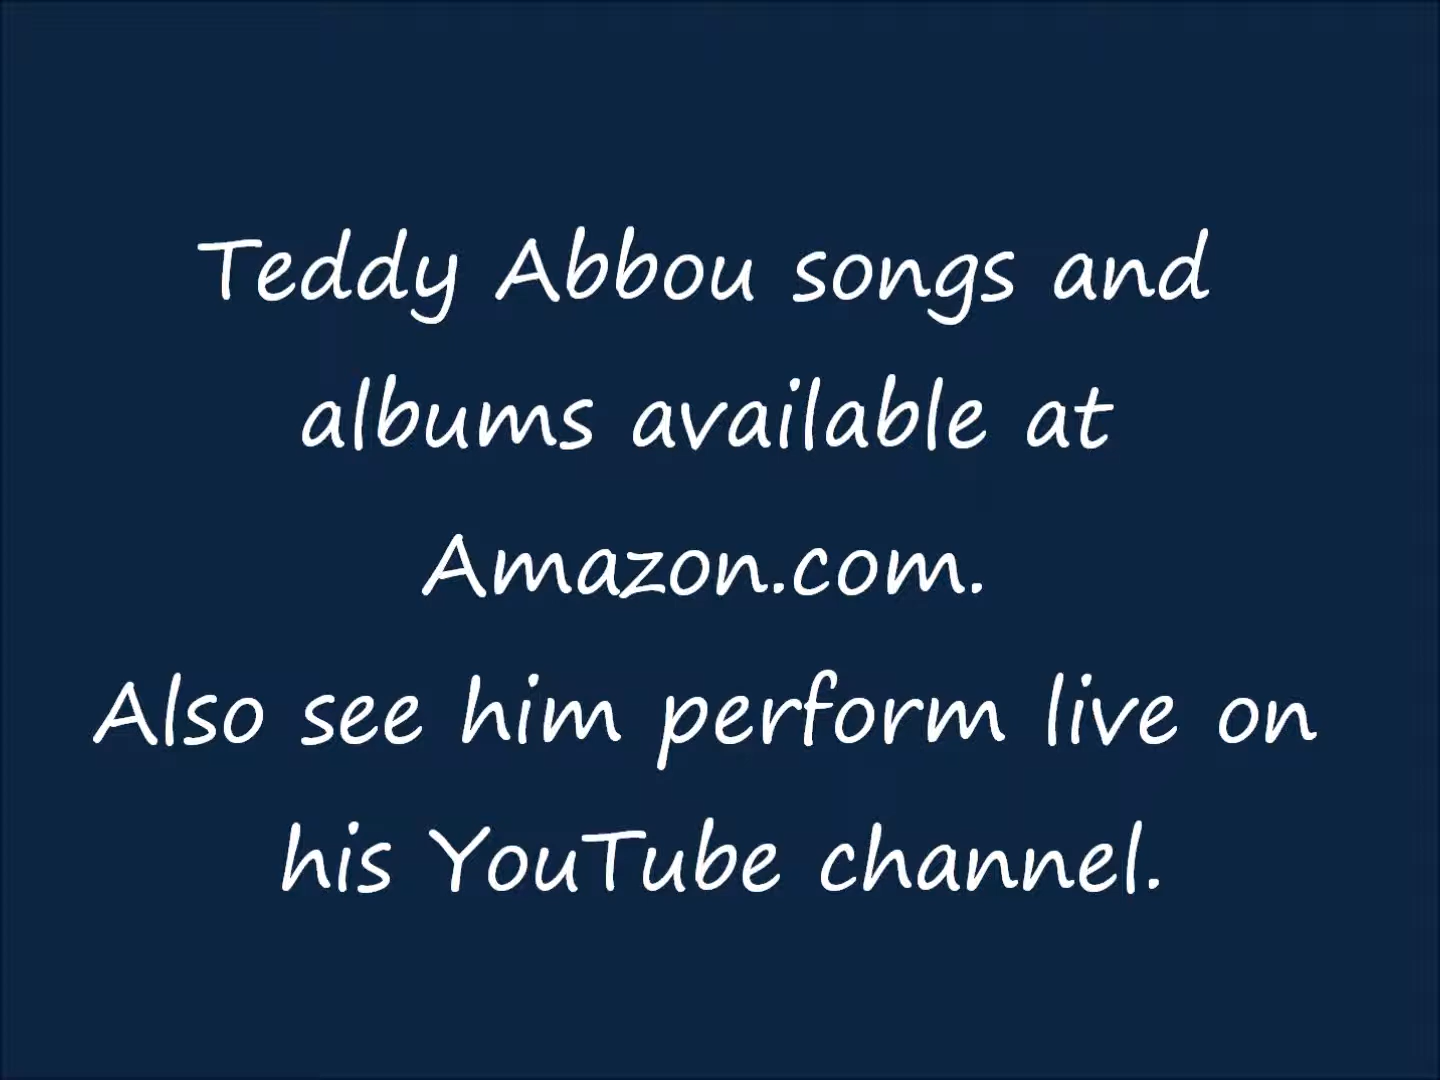 Teddy Abbou songs and
albums available at
Amazon.com.
Also see him perform live on
his YouTube channel.